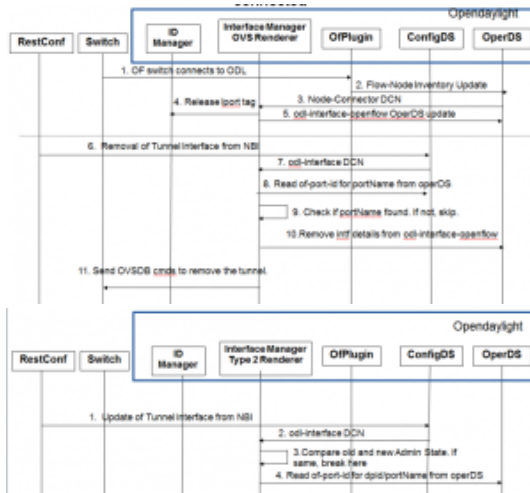 connected
Opendaylight
RestConf
Switch
ID
Manager
Interface Manager
OVS Renderer
OfPlugin
ConfigDS
OperDS
1. OF switch connects to ODL
2. Flow-Node Inventory Update
3. Node-Connector DCN
4. Release lport tag
5. odl-interface-openflow OperDS update
6. Removal of Tunnel Interface from NBI
7. odl-interface DCN
8. Read of-port-id for portName from operDS
9. Check if portName found. If not, skip.
10.Remove intf details from odl-interface-openflow
11. Send OVSDB cmds to remove the tunnel.
Opendaylight
RestConf
Switch
ID
Manager
Interface Manager
Type 2 Renderer
OfPlugin
ConfigDS
OperDS
1. Update of Tunnel Interface from NBI
2. odl-interface DCN
3.Compare old and new Admin State. If
same, break here
4. Read of-port-id for dpid/portName from operDS